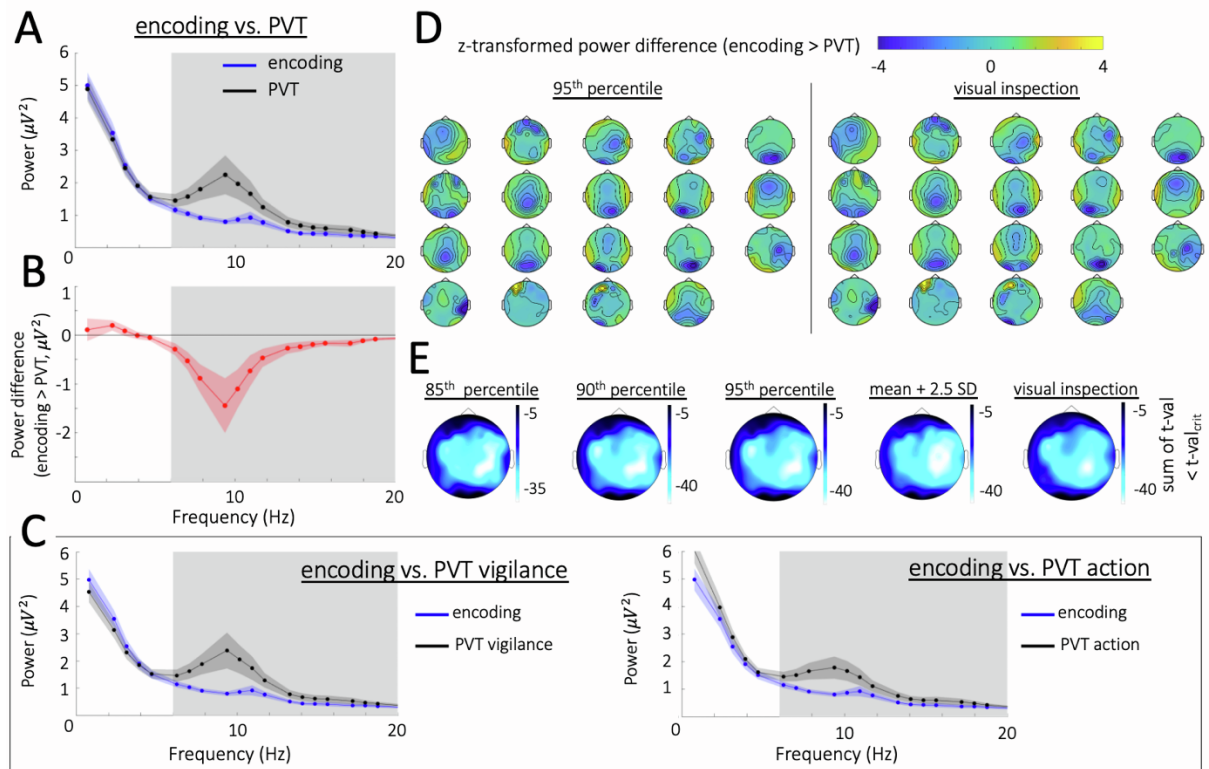 A
encoding vs. PVT
6
5
4
3
2
1
0
10
20
Power (μV²)
encoding
PVT
B
1
0
-1
-2
0
10
20
Power difference
(encoding > PVT, μV²)
Frequency (Hz)
D
z-transformed power difference (encoding > PVT)
-4
0
4
95th percentile
visual inspection
E
85th percentile
-5
-35
90th percentile
-5
-40
95th percentile
-5
-40
mean + 2.5 SD
-5
-40
visual inspection
-5
-40
sum of t-val
< t-valcrit
C
encoding vs. PVT vigilance
6
5
4
3
2
1
0
10
20
Power (μV²)
encoding
PVT vigilance
Frequency (Hz)
encoding vs. PVT action
6
5
4
3
2
1
0
10
20
Power (μV²)
encoding
PVT action
Frequency (Hz)